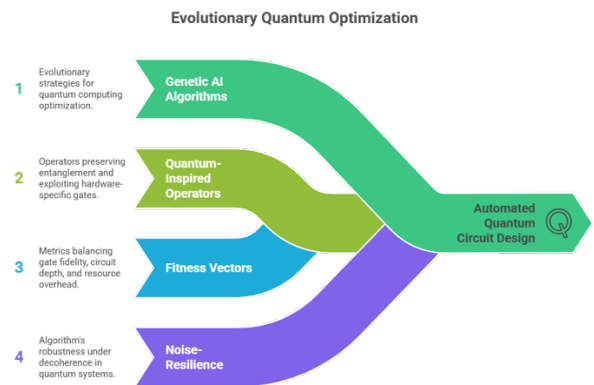 Evolutionary Quantum Optimization
1
Evolutionary
strategies for
quantum computing
optimization.
Genetic AI
Algorithms
2
Operators preserving
entanglement and
exploiting hardware-
specific gates.
Quantum-
Inspired
Operators
3
Metrics balancing
gate fidelity, circuit
depth, and resource
overhead.
Fitness Vectors
4
Algorithm's
robustness under
decoherence in
quantum systems.
Noise-
Resilience
Automated
Quantum
Circuit Design